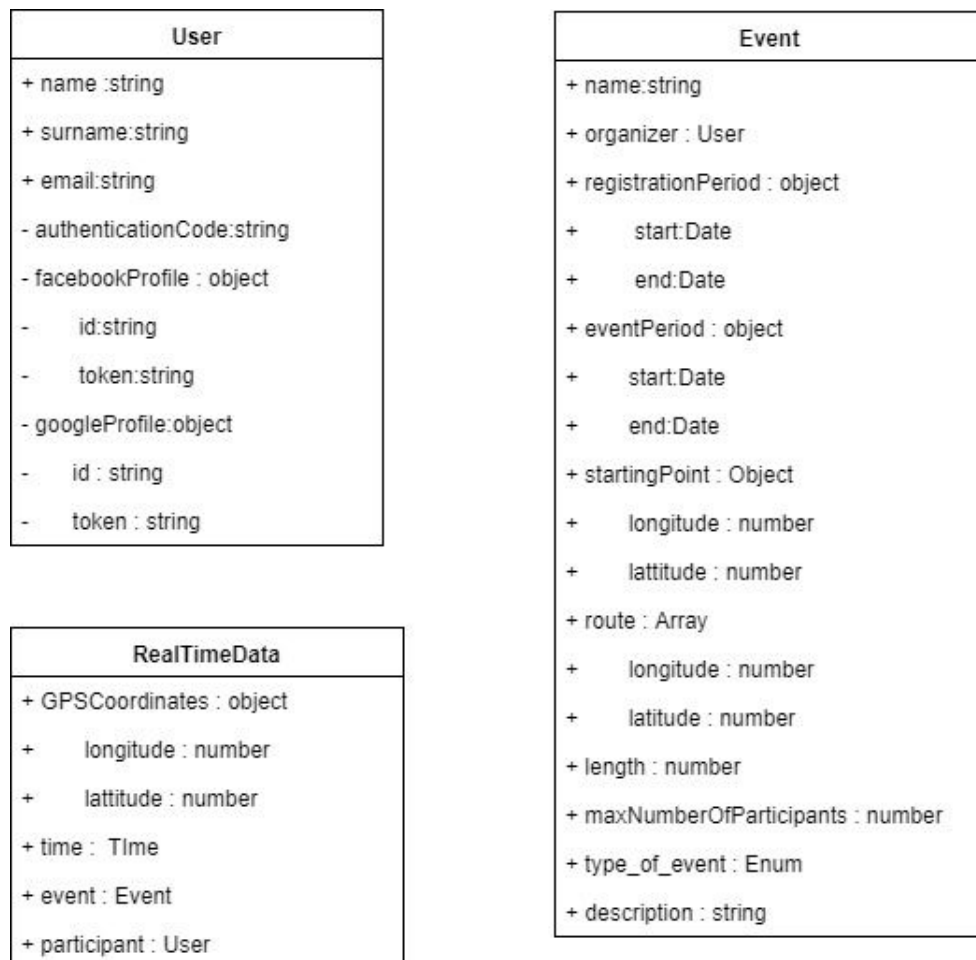 User
+ name :string
+ surname:string
+ email:string
- authenticationCode:string
- facebookProfile : object
- id:string
- token:string
- googleProfile:object
- id : string
- token : string
RealTimeData
+ GPSCoordinates : object
+ longitude : number
+ lattitude : number
+ time : TIme
+ event : Event
+ participant : User
Event
+ name:string
+ organizer : User
+ registrationPeriod : object
+ start:Date
+ end:Date
+ eventPeriod : object
+ start:Date
+ end:Date
+ startingPoint : Object
+ longitude : number
+ lattitude : number
+ route : Array
+ longitude : number
+ latitude : number
+ length : number
+ maxNumberOfParticipants : number
+ type_of_event : Enum
+ description : string